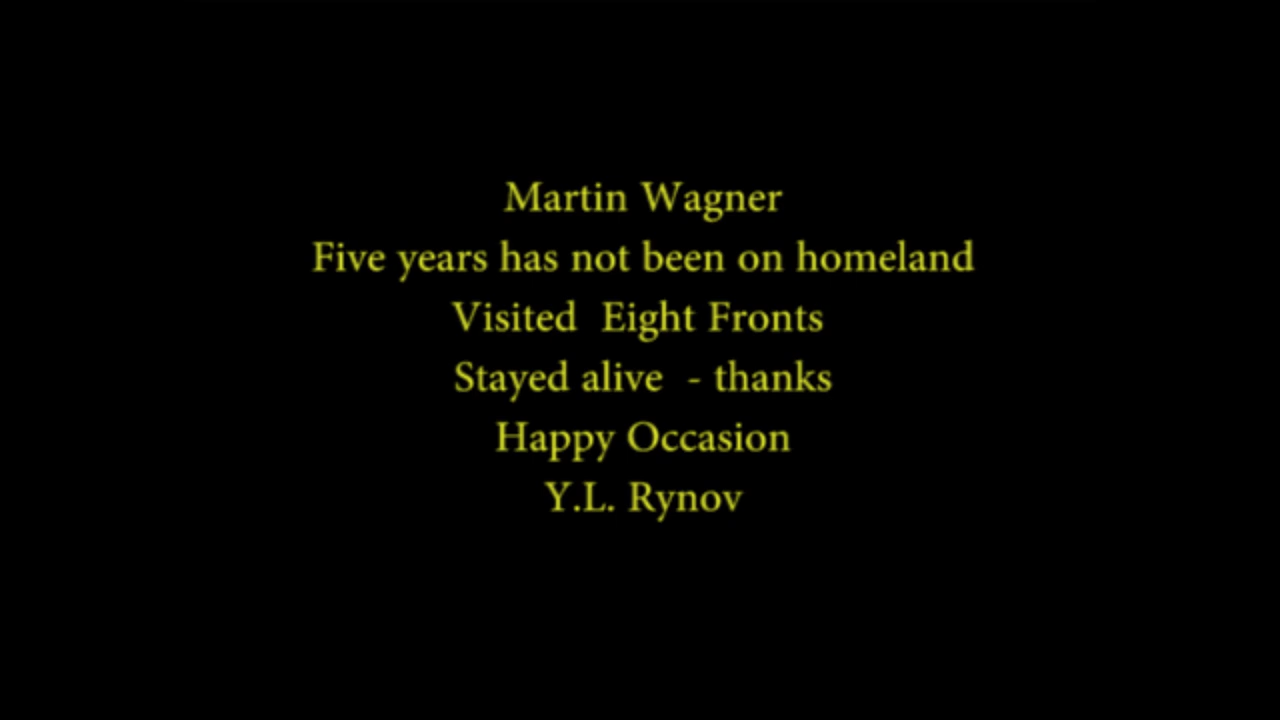 Martin Wagner
Five years has not been on homeland
Visited  Eight Fronts
Stayed alive  - thanks
Happy Occasion
Y.L. Rynov